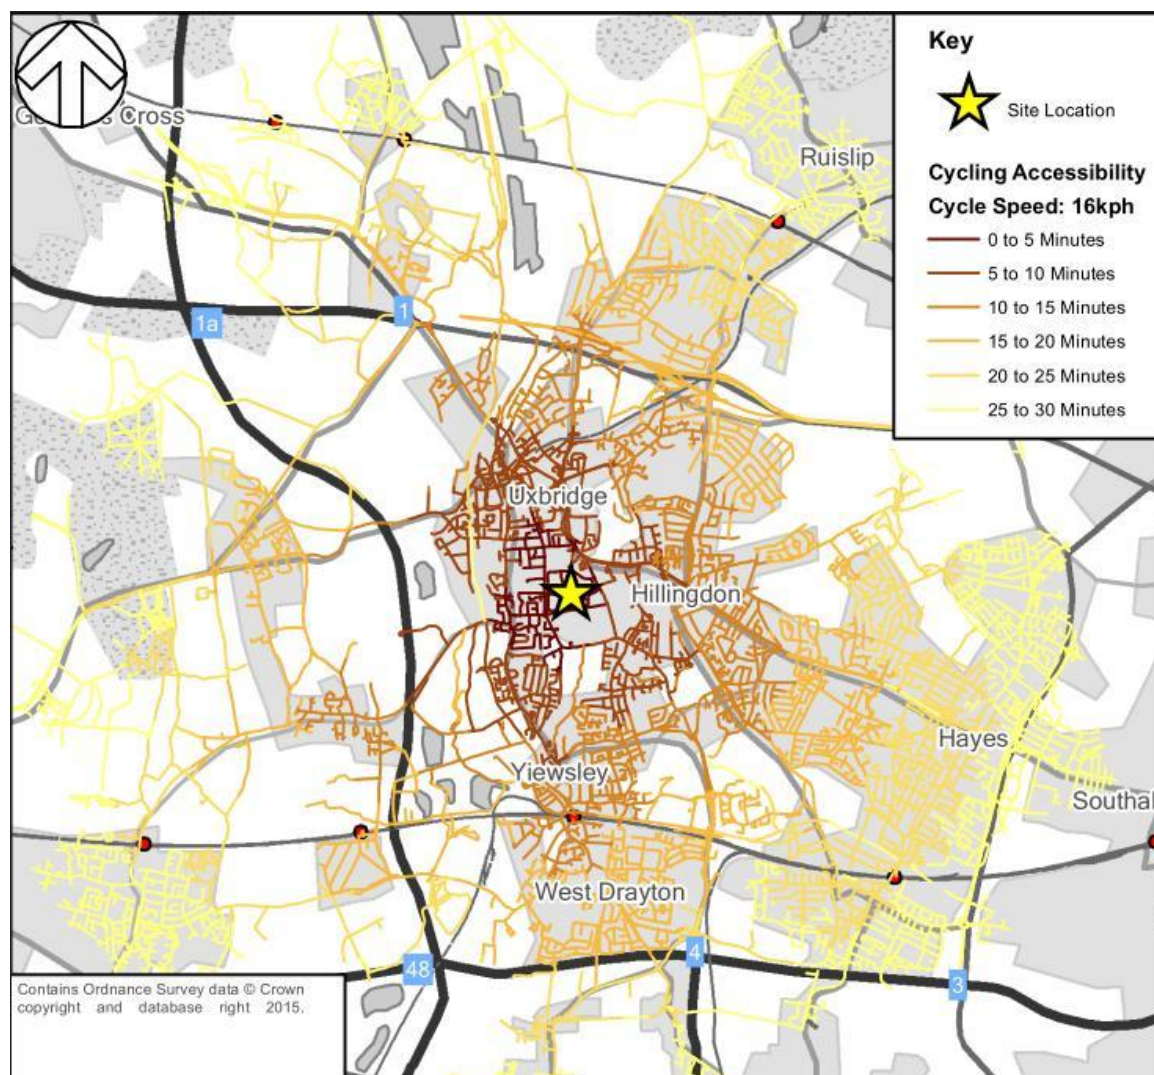 Cross
Ruislip
1a
1
Uxbridge
Hillingdon
Hayes
Yiewsley
West Drayton
48
4
3
Key
Site Location
Cycling Accessibility
Cycle Speed: 16kph
0 to 5 Minutes
5 to 10 Minutes
10 to 15 Minutes
15 to 20 Minutes
20 to 25 Minutes
25 to 30 Minutes
Southal
Contains Ordnance Survey data © Crown
copyright and database right 2015.